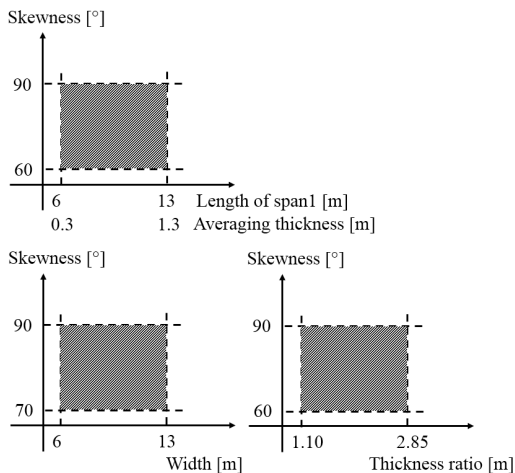 Skewness [°]
90
60
6 13 Length of span1 [m]
0.3 1.3 Averaging thickness [m]
Skewness [°]
90
70
6 13
Width [m]
Skewness [°]
90
60
1.10 2.85
Thickness ratio [m]